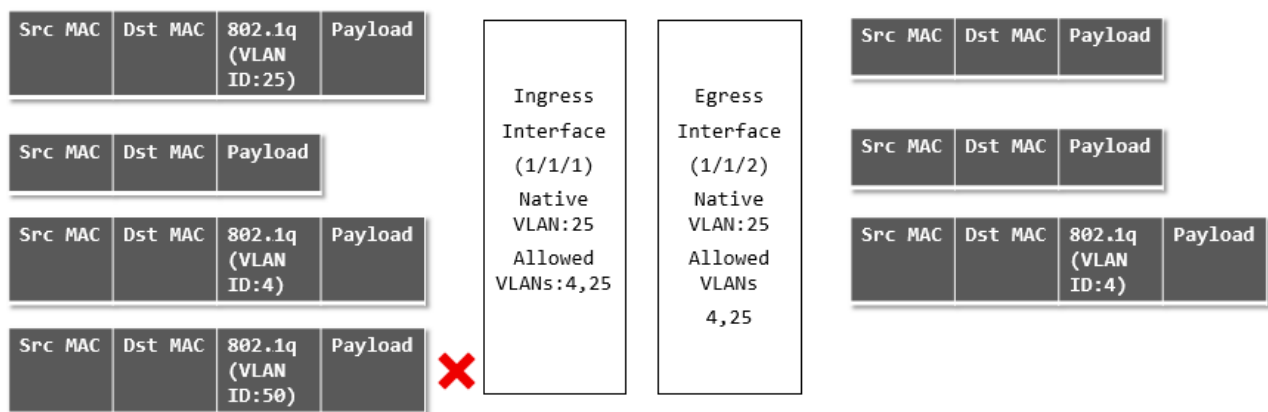 Src MAC Dst MAC 802.1q Payload
(VLAN
ID:25)
Src MAC Dst MAC Payload
Src MAC Dst MAC 802.1q Payload
(VLAN
ID:4)
Src MAC Dst MAC 802.1q Payload
(VLAN
ID:50)
Ingress
Interface
(1/1/1)
Native
VLAN:25
Allowed
VLANs:4,25
Egress
Interface
(1/1/2)
Native
VLAN:25
Allowed
VLANs
4,25
Src MAC Dst MAC Payload
Src MAC Dst MAC Payload
Src MAC Dst MAC 802.1q Payload
(VLAN
ID:4)